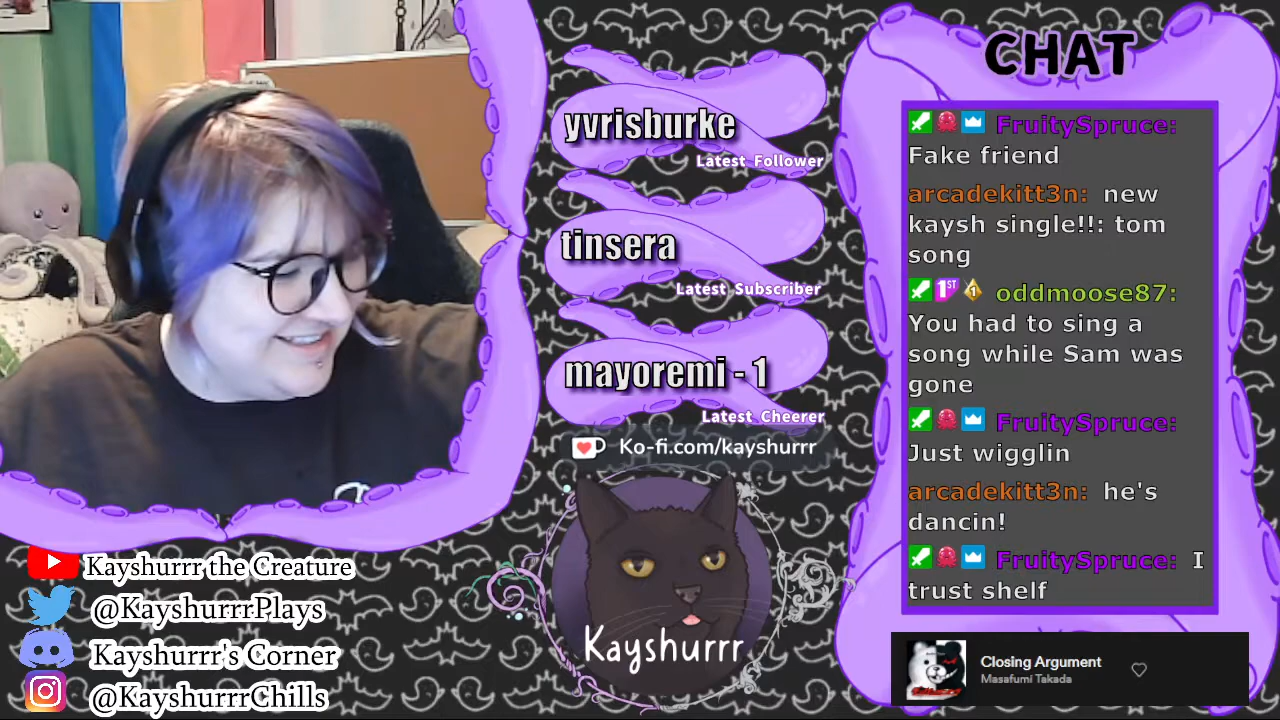 yvrisburke
Latest Follower
tinsera
Latest Subscriber
mayoremi - 1
Latest Cheerer
Ko-fi.com/kayshurrr
Kayshurrr
Kayshurrr the Creature
@KayshurrrPlays
Kayshurrr's Corner
@KayshurrrChills
CHAT
FruitySpruce:
Fake friend
arcadekitt3n: new
kaysh single!!: tom
song
1ST 1 oddmoose87:
You had to sing a
song while Sam was
gone
FruitySpruce:
Just wigglin
arcadekitt3n: he's
dancin!
FruitySpruce: I
trust shelf
Closing Argument
Masafumi Takada